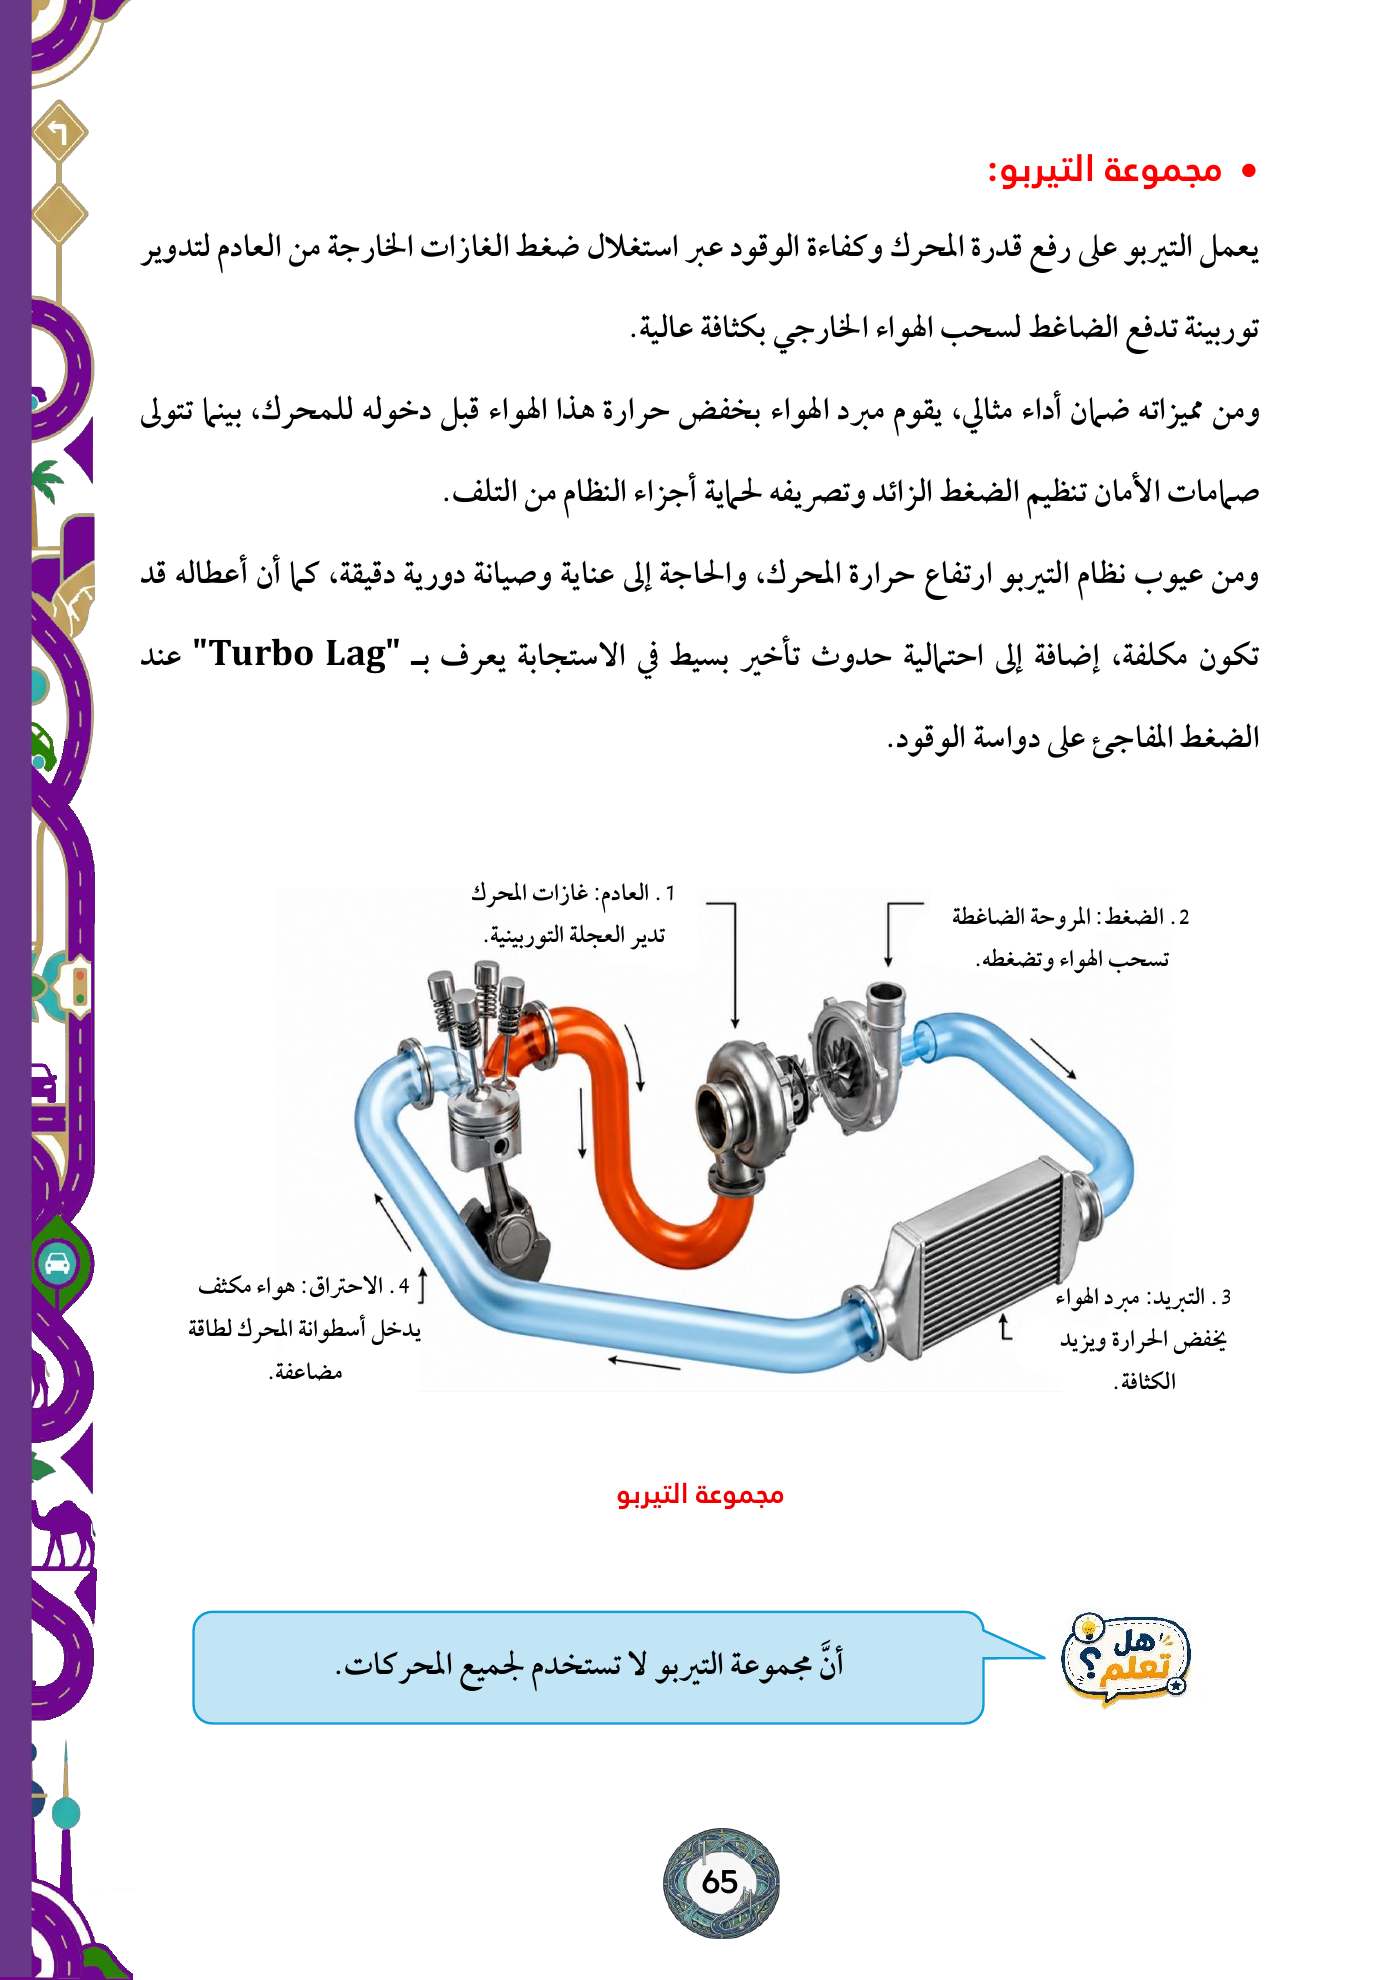 • مجموعة التيربو:
يعمل التيربو على رفع قدرة المحرك وكفاءة الوقود عبر استغلال ضغط الغازات الخارجة من العادم لتدوير
توربينة تدفع الضاغط لسحب الهواء الخارجي بكثافة عالية.
ومن مميزاته ضمان أداء مثالي، يقوم مبرد الهواء بخفض حرارة هذا الهواء قبل دخوله للمحرك، بينما تتولى
صمامات الأمان تنظيم الضغط الزائد وتصريفه لحماية أجزاء النظام من التلف.
ومن عيوب نظام التيربو ارتفاع حرارة المحرك، والحاجة إلى عناية وصيانة دورية دقيقة، كما أن أعطاله قد
تكون مكلفة، إضافة إلى احتمالية حدوث تأخير بسيط في الاستجابة يعرف بـ "Turbo Lag" عند
الضغط المفاجئ على دواسة الوقود.
1. العادم: غازات المحرك
تدير العجلة التوربينية.
2. الضغط: المروحة الضاغطة
تسحب الهواء وتضغطه.
3. التبريد: مبرد الهواء
يخفض الحرارة ويزيد
الكثافة.
4. الاحتراق: هواء مكثف
يدخل أسطوانة المحرك لطاقة
مضاعفة.
مجموعة التيربو
هل
تعلم؟
أنَّ مجموعة التيربو لا تستخدم لجميع المحركات.
65